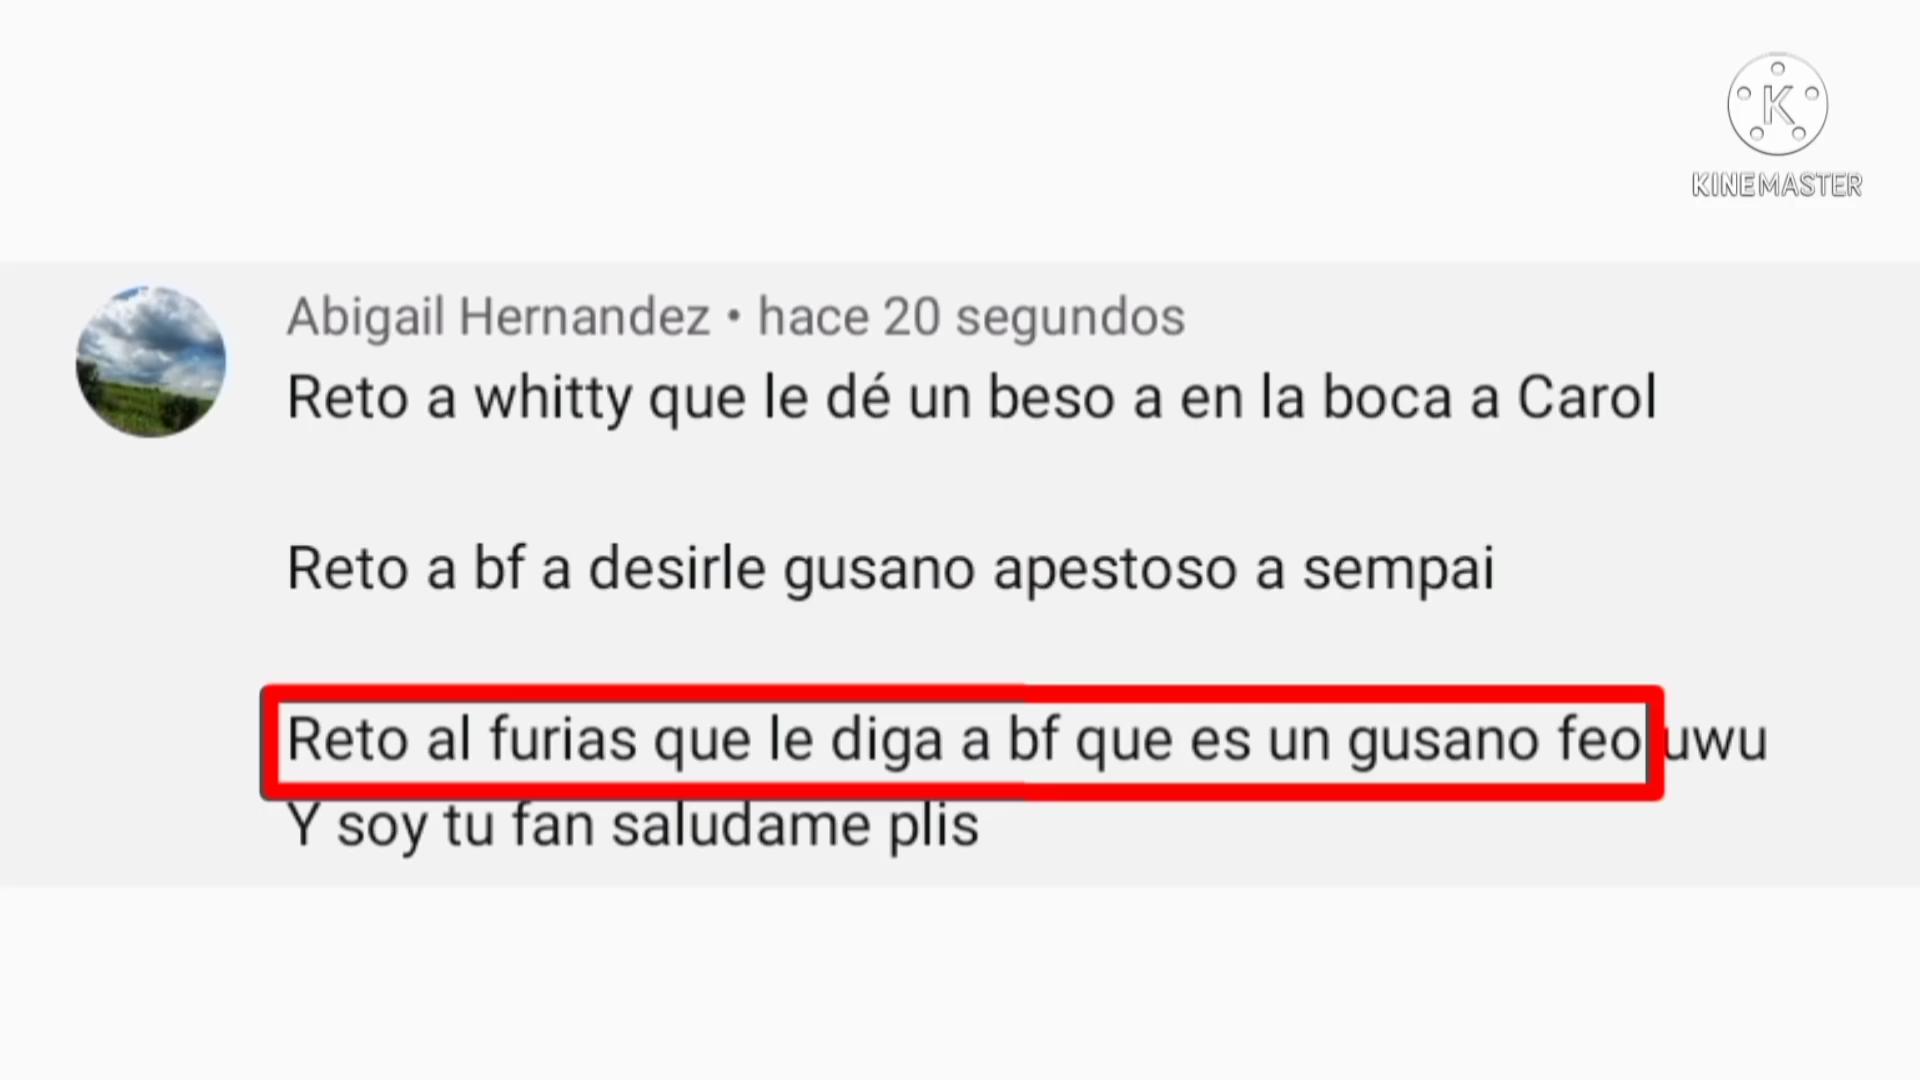 K
KINEMASTER
Abigail Hernandez • hace 20 segundos
Reto a whitty que le dé un beso a en la boca a Carol
Reto a bf a desirle gusano apestoso a sempai
Reto al furias que le diga a bf que es un gusano feo uwu
Y soy tu fan saludame plis